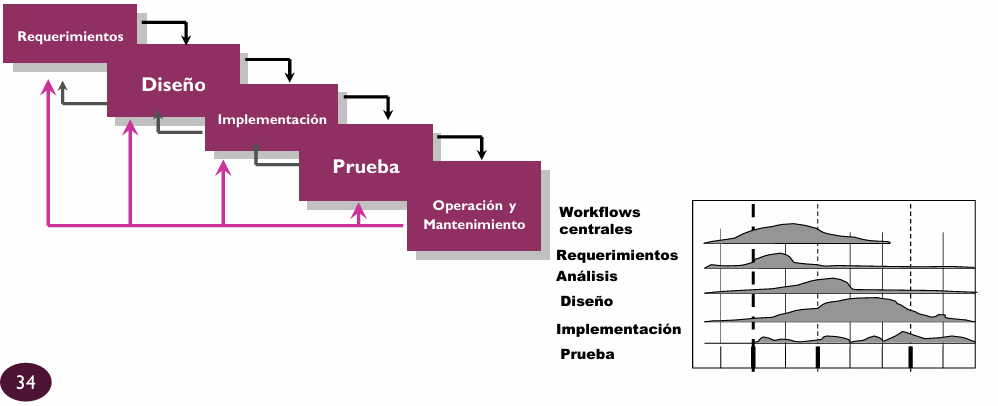 Requerimientos
Diseño
Implementación
Prueba
Operación y
Mantenimiento
Workflows
centrales
Requerimientos
Análisis
Diseño
Implementación
Prueba
34